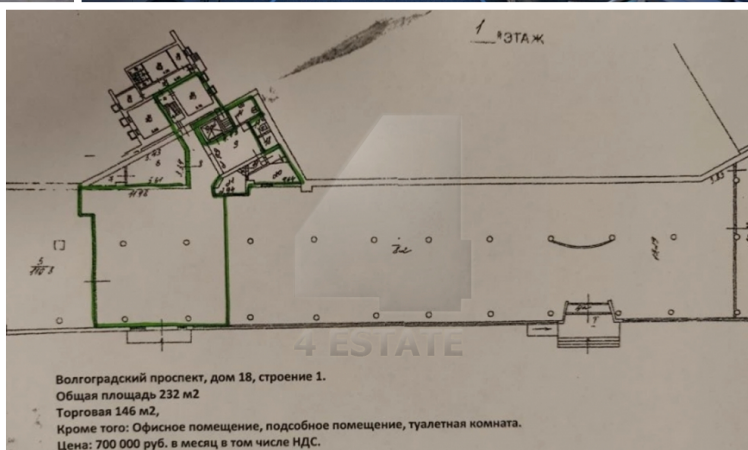 1 й ЭТАЖ
4 ESTATE
Волгоградский проспект, дом 18, строение 1.
Общая площадь 232 м2
Торговая 146 м2,
Кроме того: Офисное помещение, подсобное помещение, туалетная комната.
Цена: 700 000 руб. в месяц в том числе НДС.